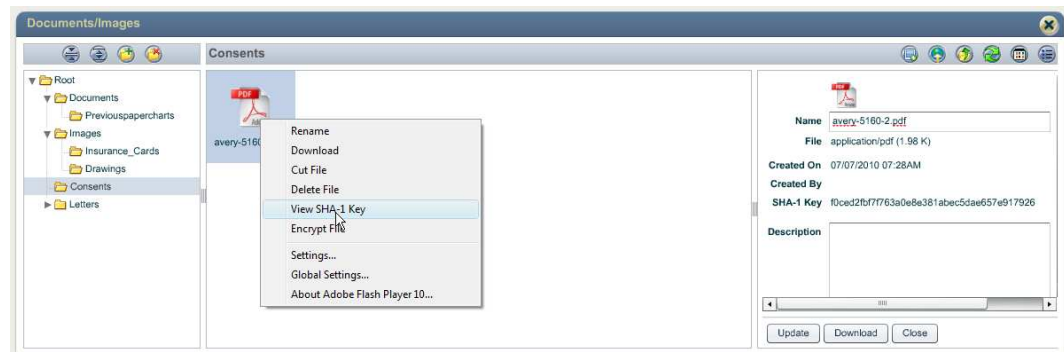 Documents/Images
Consents
Root
Documents
Previouspapercharts
Images
Insurance_Cards
Drawings
Consents
Letters
PDF
avery-516
Rename
Download
Cut File
Delete File
View SHA-1 Key
Encrypt File
Settings...
Global Settings...
About Adobe Flash Player 10...
PDF
Name avery-5160-2.pdf
File application/pdf (1.98 K)
Created On 07/07/2010 07:28AM
Created By
SHA-1 Key f0ced2fbf7f763a0e8e381abec5dae657e917926
Description
Update Download Close